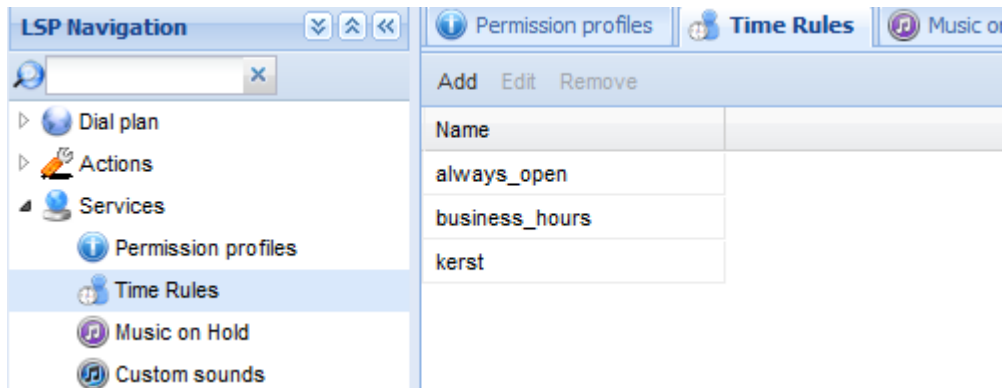 LSP Navigation
Dial plan
Actions
Services
Permission profiles
Time Rules
Music on Hold
Custom sounds
Permission profiles Time Rules Music o
Add Edit Remove
Name
always_open
business_hours
kerst